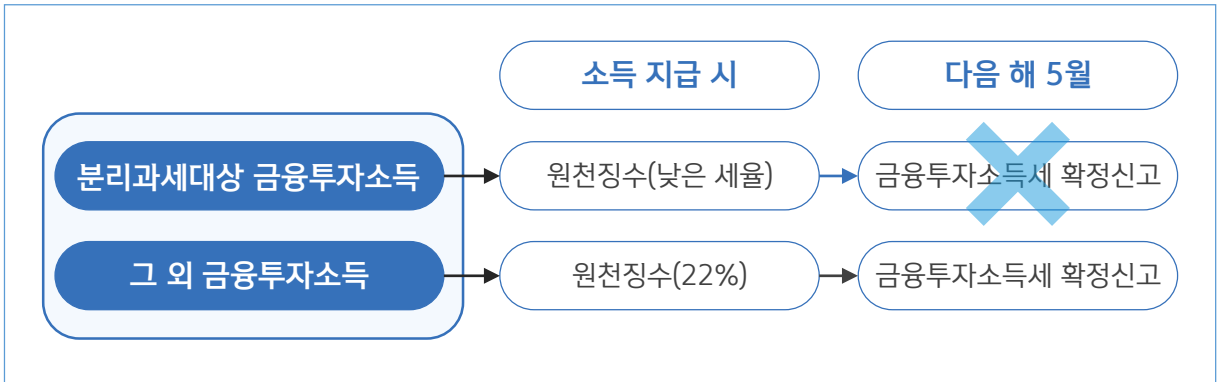 소득 지급 시
다음 해 5월
분리과세대상 금융투자소득
원천징수(낮은 세율)
금융투자소득세 확정신고
그 외 금융투자소득
원천징수(22%)
금융투자소득세 확정신고